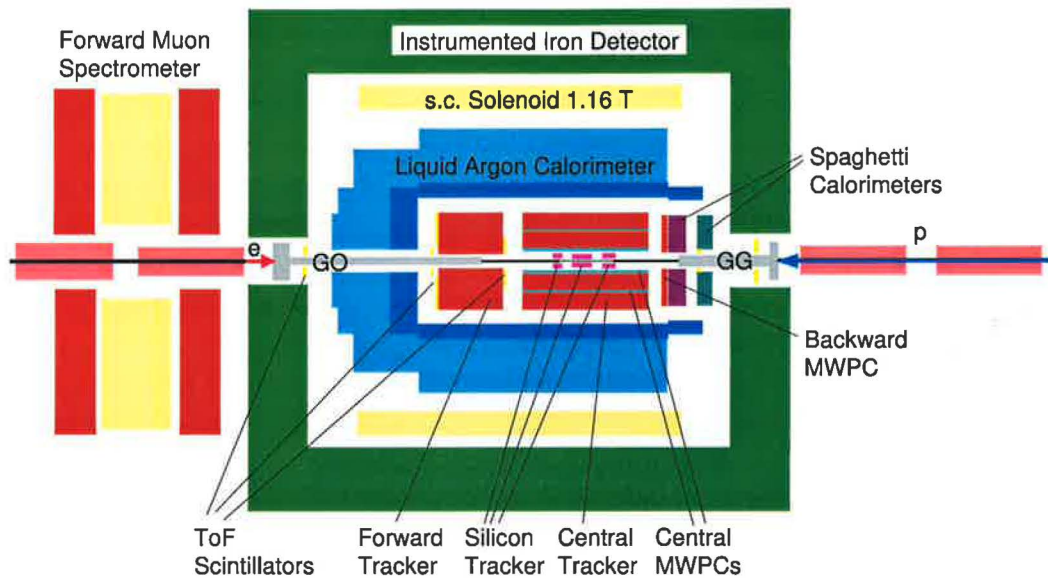 Forward Muon
Spectrometer
Instrumented Iron Detector
s.c. Solenoid 1.16 T
Liquid Argon Calorimeter
Spaghetti
Calorimeters
e
GO
GG
p
Backward
MWPC
ToF
Scintillators
Forward
Tracker
Silicon
Tracker
Central
Tracker
Central
MWPCs